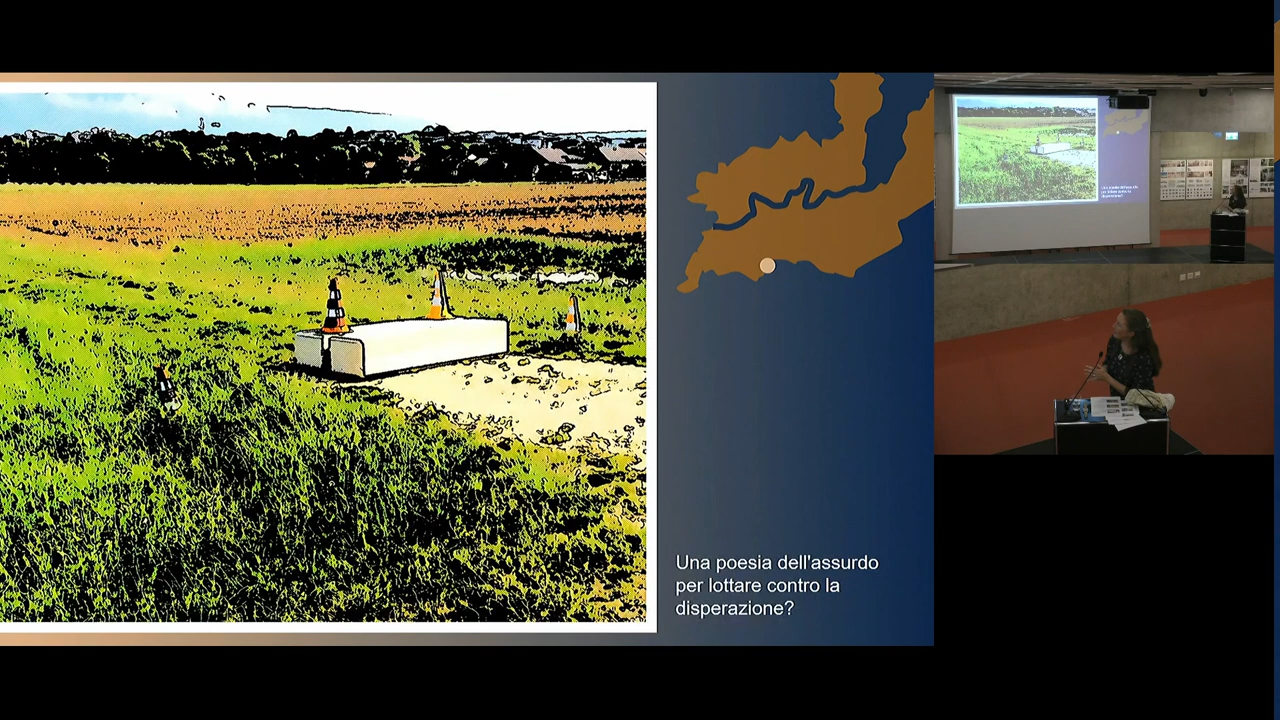 Una poesia dell'assurdo
per lottare contro la
disperazione?